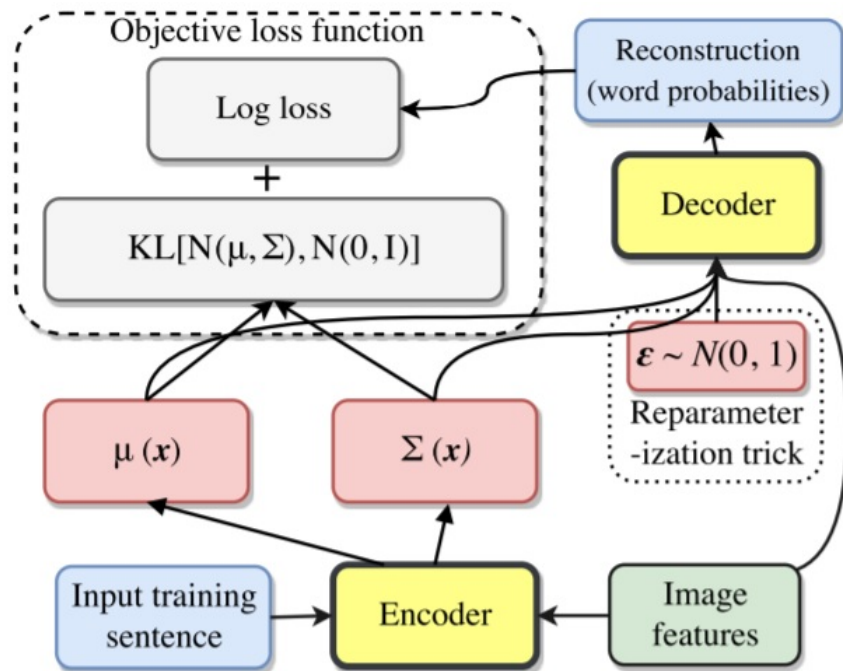 Objective loss function
Log loss
+
KL[N(μ, Σ), N(0, I)]
Reconstruction
(word probabilities)
Decoder
ε ~ N(0, 1)
Reparameter
-ization trick
μ (x)
Σ (x)
Input training
sentence
Encoder
Image
features